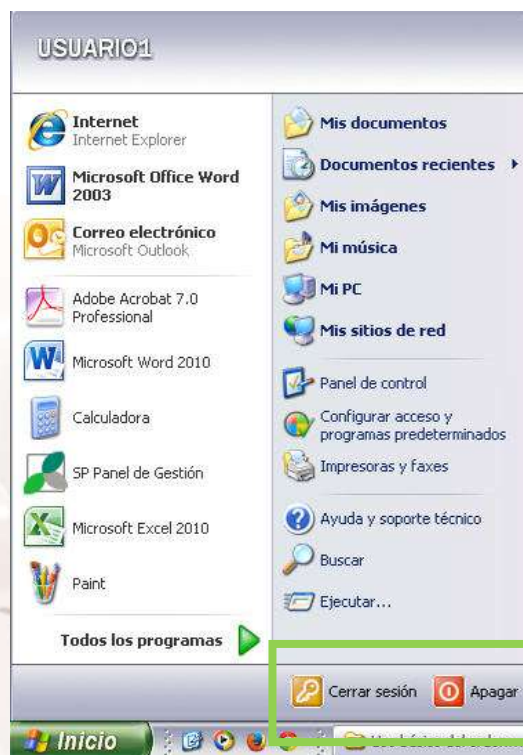 USUARIO1
Internet
Internet Explorer
Microsoft Office Word
2003
Correo electrónico
Microsoft Outlook
Adobe Acrobat 7.0
Professional
Microsoft Word 2010
Calculadora
SP Panel de Gestión
Microsoft Excel 2010
Paint
Todos los programas
Mis documentos
Documentos recientes
Mis imágenes
Mi música
Mi PC
Mis sitios de red
Panel de control
Configurar acceso y
programas predeterminados
Impresoras y faxes
Ayuda y soporte técnico
Buscar
Ejecutar...
Cerrar sesión
Apagar
Inicio